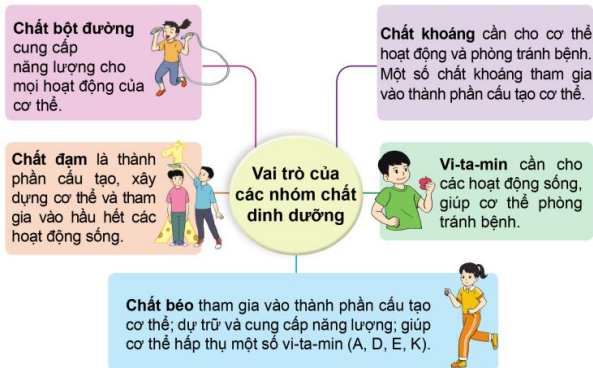 Chất bột đường
cung cấp
năng lượng cho
mọi hoạt động của
cơ thể.
Chất khoáng cần cho cơ thể
hoạt động và phòng tránh bệnh.
Một số chất khoáng tham gia
vào thành phần cấu tạo cơ thể.
Chất đạm là thành
phần cấu tạo, xây
dựng cơ thể và tham
gia vào hầu hết các
hoạt động sống.
Vai trò của
các nhóm chất
dinh dưỡng
Vi-ta-min cần cho
các hoạt động sống,
giúp cơ thể phòng
tránh bệnh.
Chất béo tham gia vào thành phần cấu tạo
cơ thể; dự trữ và cung cấp năng lượng; giúp
cơ thể hấp thụ một số vi-ta-min (A, D, E, K).